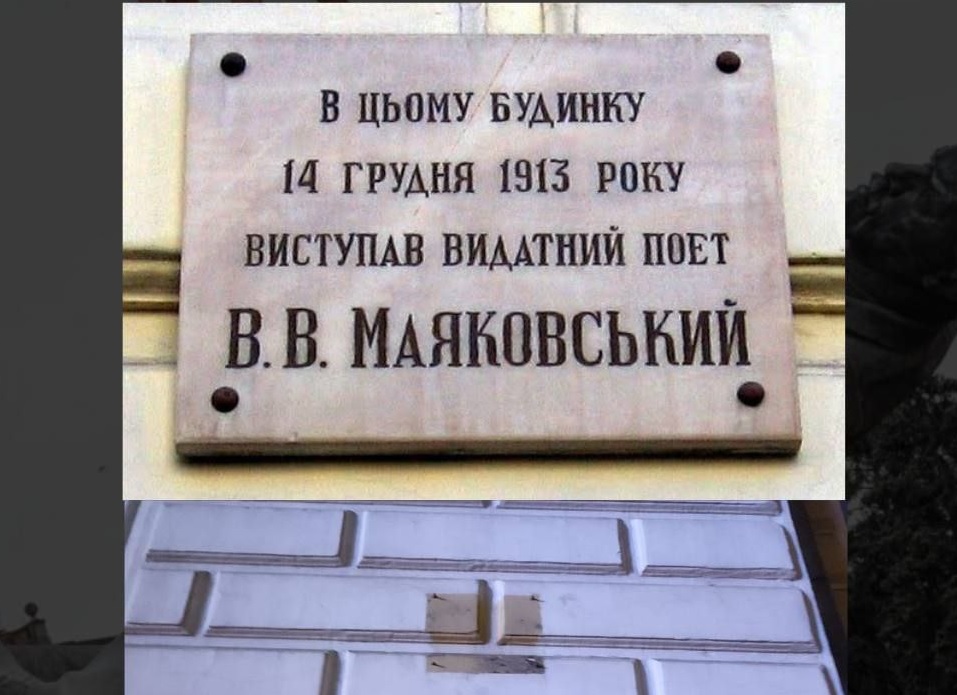 В ЦЬОМУ БУДИНКУ
14 ГРУДНЯ 1913 РОКУ
ВИСТУПАВ ВИДАТНИЙ ПОЕТ
В. В. МАЯКОВСЬКИЙ